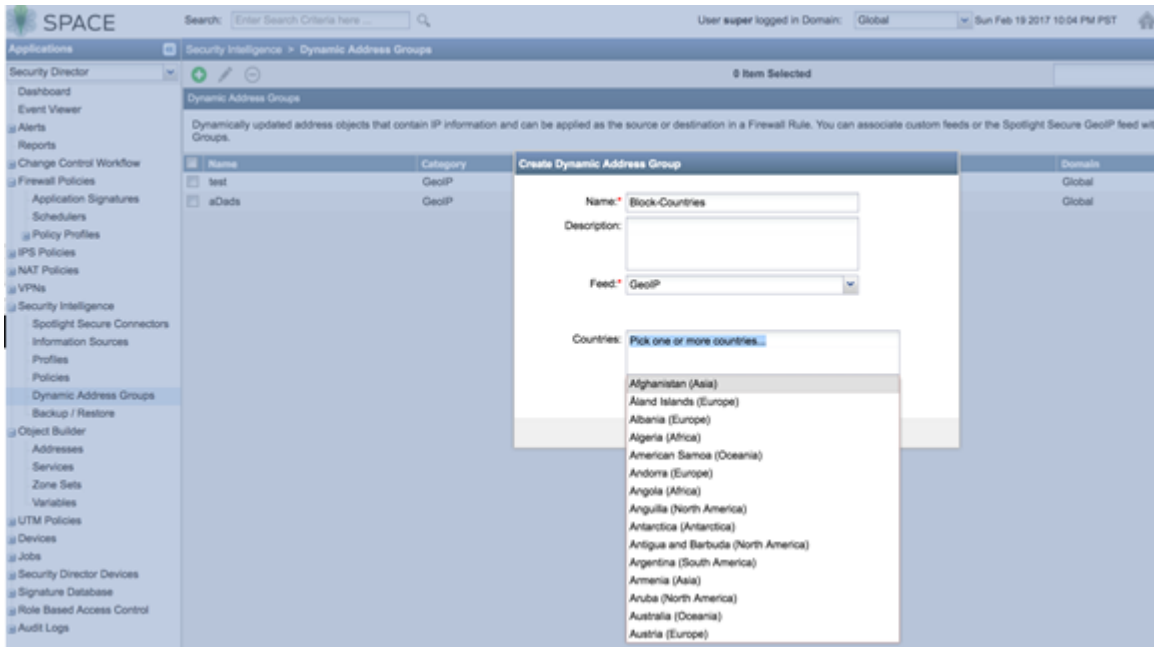 SPACE
Search: Enter Search Criteria here ...
User super logged in Domain: Global
Sun Feb 19 2017 10:04 PM PST
Applications
Security Intelligence > Dynamic Address Groups
Security Director
0 Item Selected
Dashboard
Event Viewer
Alerts
Reports
Change Control Workflow
Firewall Policies
Application Signatures
Schedulers
Policy Profiles
IPS Policies
NAT Policies
VPNs
Security Intelligence
Spotlight Secure Connectors
Information Sources
Profiles
Policies
Dynamic Address Groups
Backup / Restore
Object Builder
Addresses
Services
Zone Sets
Variables
UTM Policies
Devices
Jobs
Security Director Devices
Signature Database
Role Based Access Control
Audit Logs
Dynamic Address Groups
Dynamically updated address objects that contain IP information and can be applied as the source or destination in a Firewall Rule. You can associate custom feeds or the Spotlight Secure GeoIP feed wit
Groups.
Name Category Domain
test GeoIP Global
aDads GeoIP Global
Create Dynamic Address Group
Name:* Block-Countries
Description:
Feed:* GeoIP
Countries: Pick one or more countries...
Afghanistan (Asia)
Åland Islands (Europe)
Albania (Europe)
Algeria (Africa)
American Samoa (Oceania)
Andorra (Europe)
Angola (Africa)
Anguilla (North America)
Antarctica (Antarctica)
Antigua and Barbuda (North America)
Argentina (South America)
Armenia (Asia)
Aruba (North America)
Australia (Oceania)
Austria (Europe)